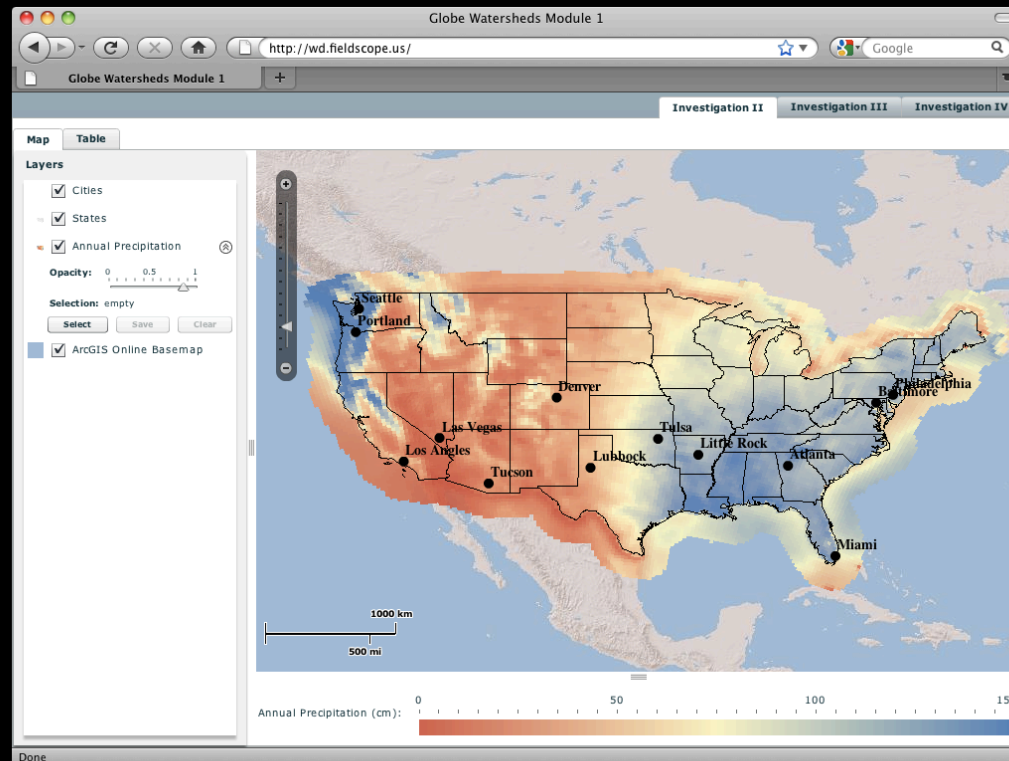 Globe Watersheds Module 1
http://wd.fieldscope.us/
Google
Globe Watersheds Module 1
Investigation II
Investigation III
Investigation IV
Map
Table
Layers
Cities
States
Annual Precipitation
Opacity: 0 0.5 1
Selection: empty
Select
Save
Clear
ArcGIS Online Basemap
Seattle
Portland
Denver
Philadelphia
Baltimore
Las Vegas
Tulsa
Los Angeles
Little Rock
Lubbock
Atlanta
Tucson
Miami
1000 km
500 mi
0 50 100 15
Annual Precipitation (cm):
Done